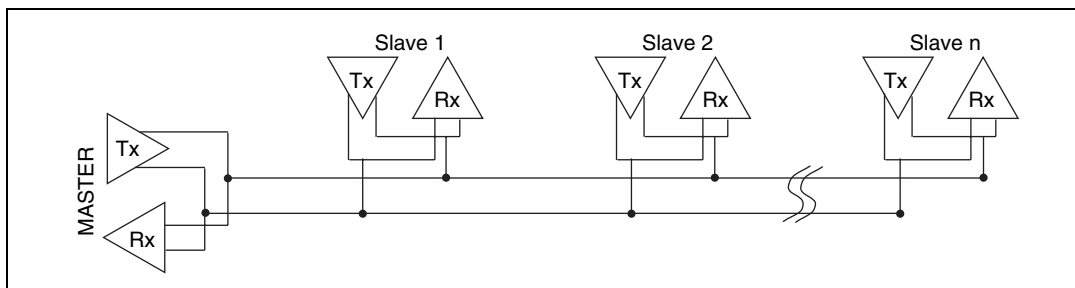 Slave 1 Slave 2 Slave n
Tx Tx Tx
Rx Rx Rx
Tx
MASTER
Rx